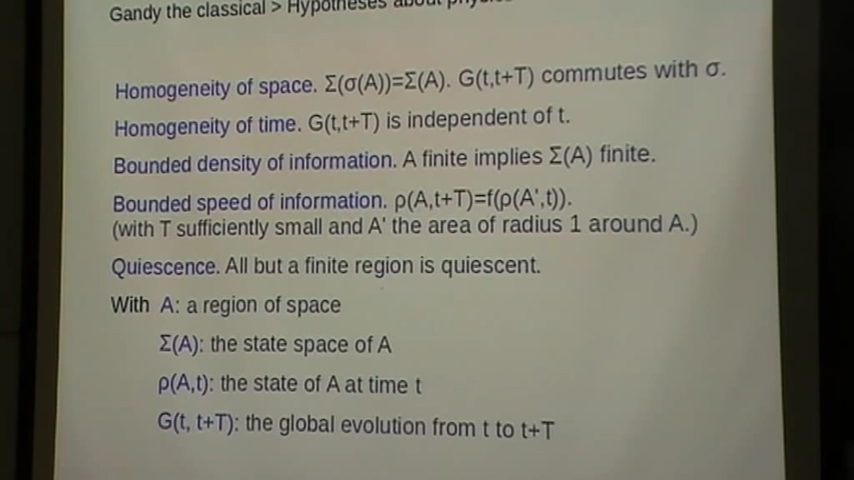 Gandy the classical > Hypotheses about
Homogeneity of space. Σ(σ(A))=Σ(A). G(t,t+T) commutes with σ.
Homogeneity of time. G(t,t+T) is independent of t.
Bounded density of information. A finite implies Σ(A) finite.
Bounded speed of information. ρ(A,t+T)=f(ρ(A',t)).
(with T sufficiently small and A' the area of radius 1 around A.)
Quiescence. All but a finite region is quiescent.
With A: a region of space
Σ(A): the state space of A
ρ(A,t): the state of A at time t
G(t, t+T): the global evolution from t to t+T